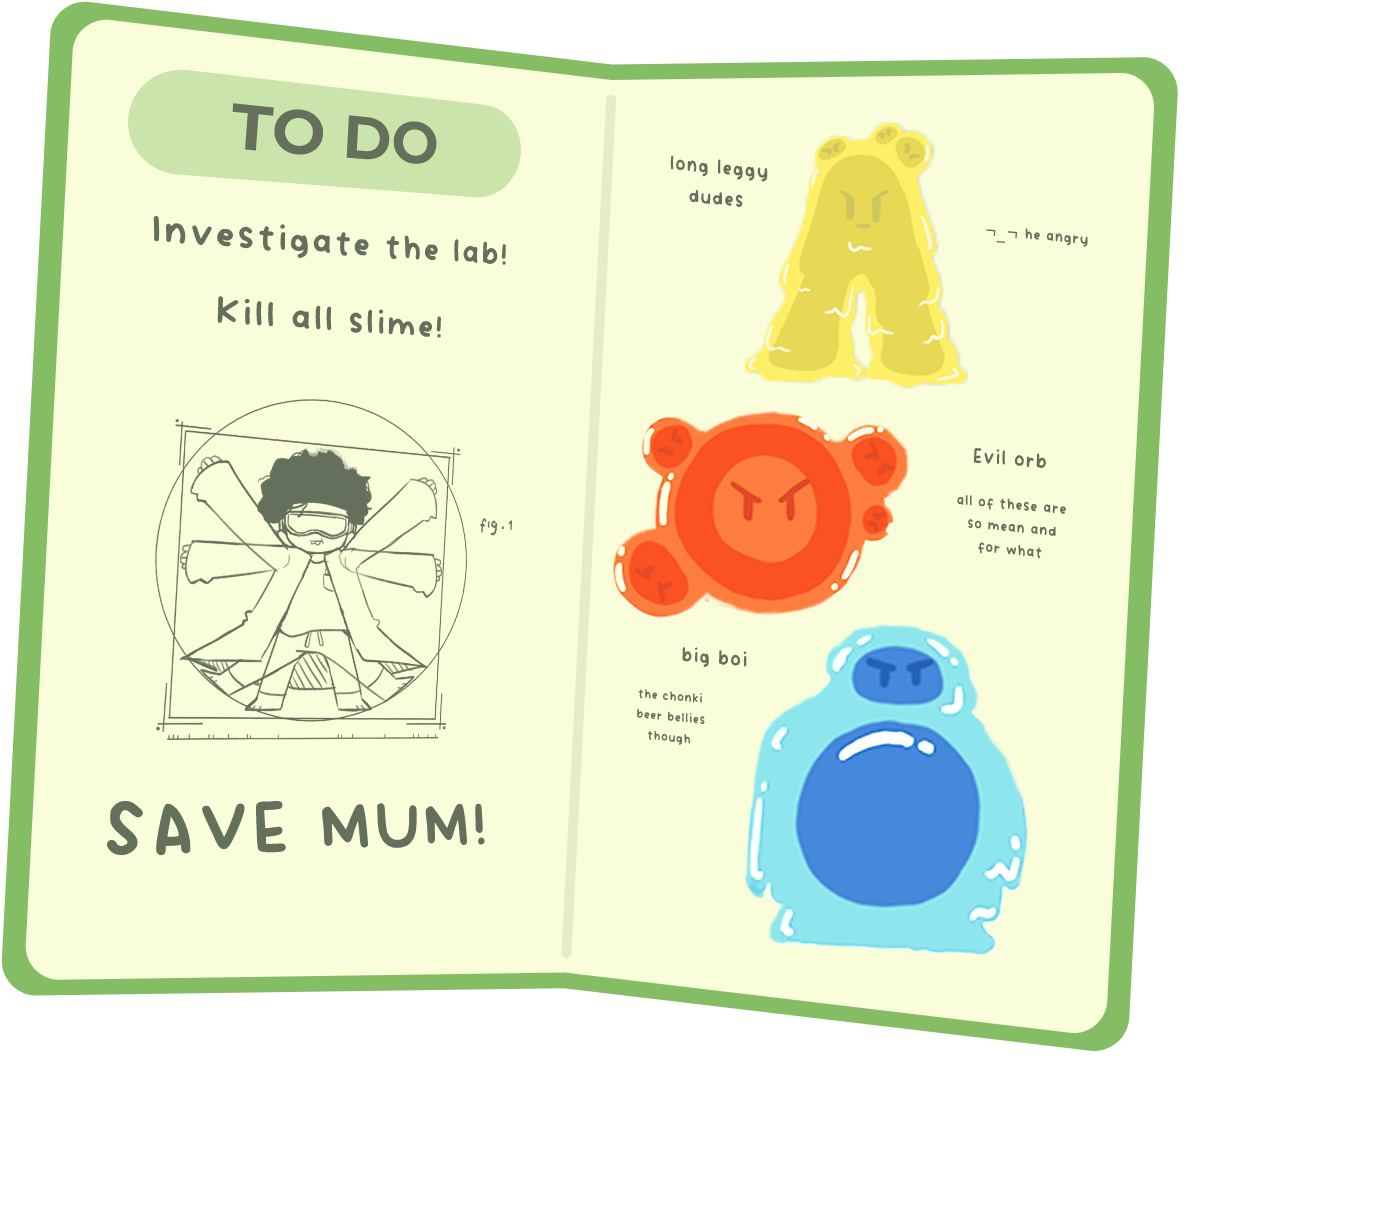 TO DO
Investigate the lab!
Kill all slime!
fig.1
SAVE MUM!
long leggy
dudes
¬_¬ he angry
Evil orb
all of these are
so mean and
for what
big boi
the chonki
beer bellies
though